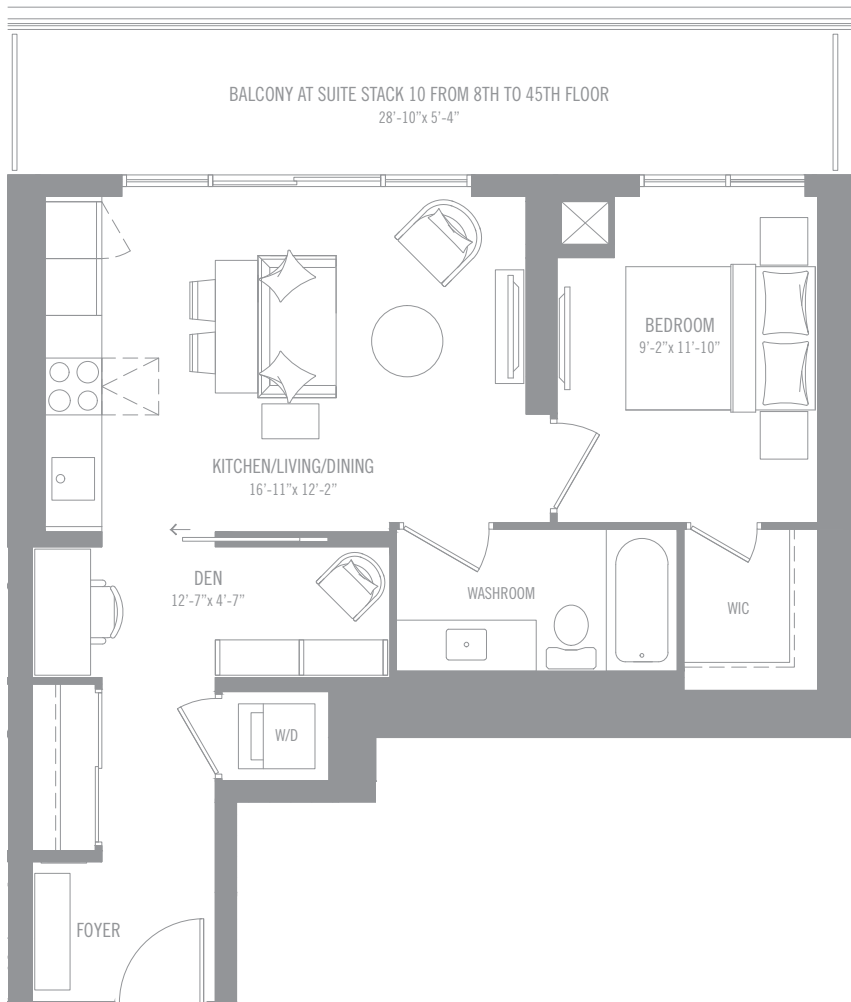 BALCONY AT SUITE STACK 10 FROM 8TH TO 45TH FLOOR
28'-10"x 5'-4"
BEDROOM
9'-2"x 11'-10"
KITCHEN/LIVING/DINING
16'-11"x 12'-2"
DEN
12'-7"x 4'-7"
WASHROOM
WIC
W/D
FOYER